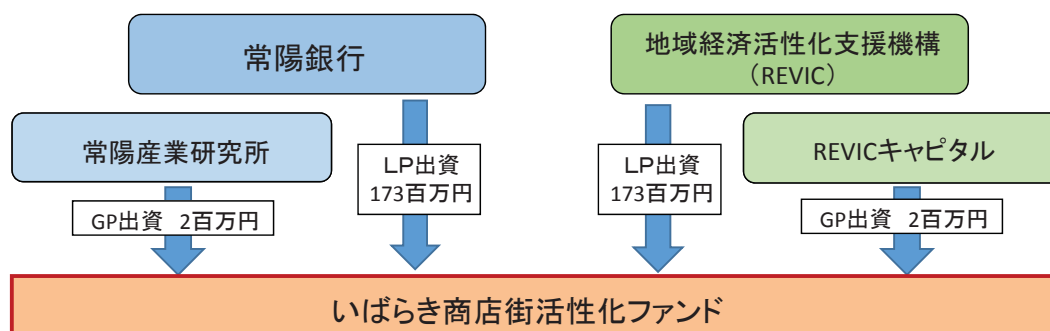 常陽銀行
地域経済活性化支援機構
（REVIC）
常陽産業研究所
REVICキャピタル
ＬＰ出資
173百万円
ＬＰ出資
173百万円
GP出資　2百万円
GP出資　2百万円
いばらき商店街活性化ファンド